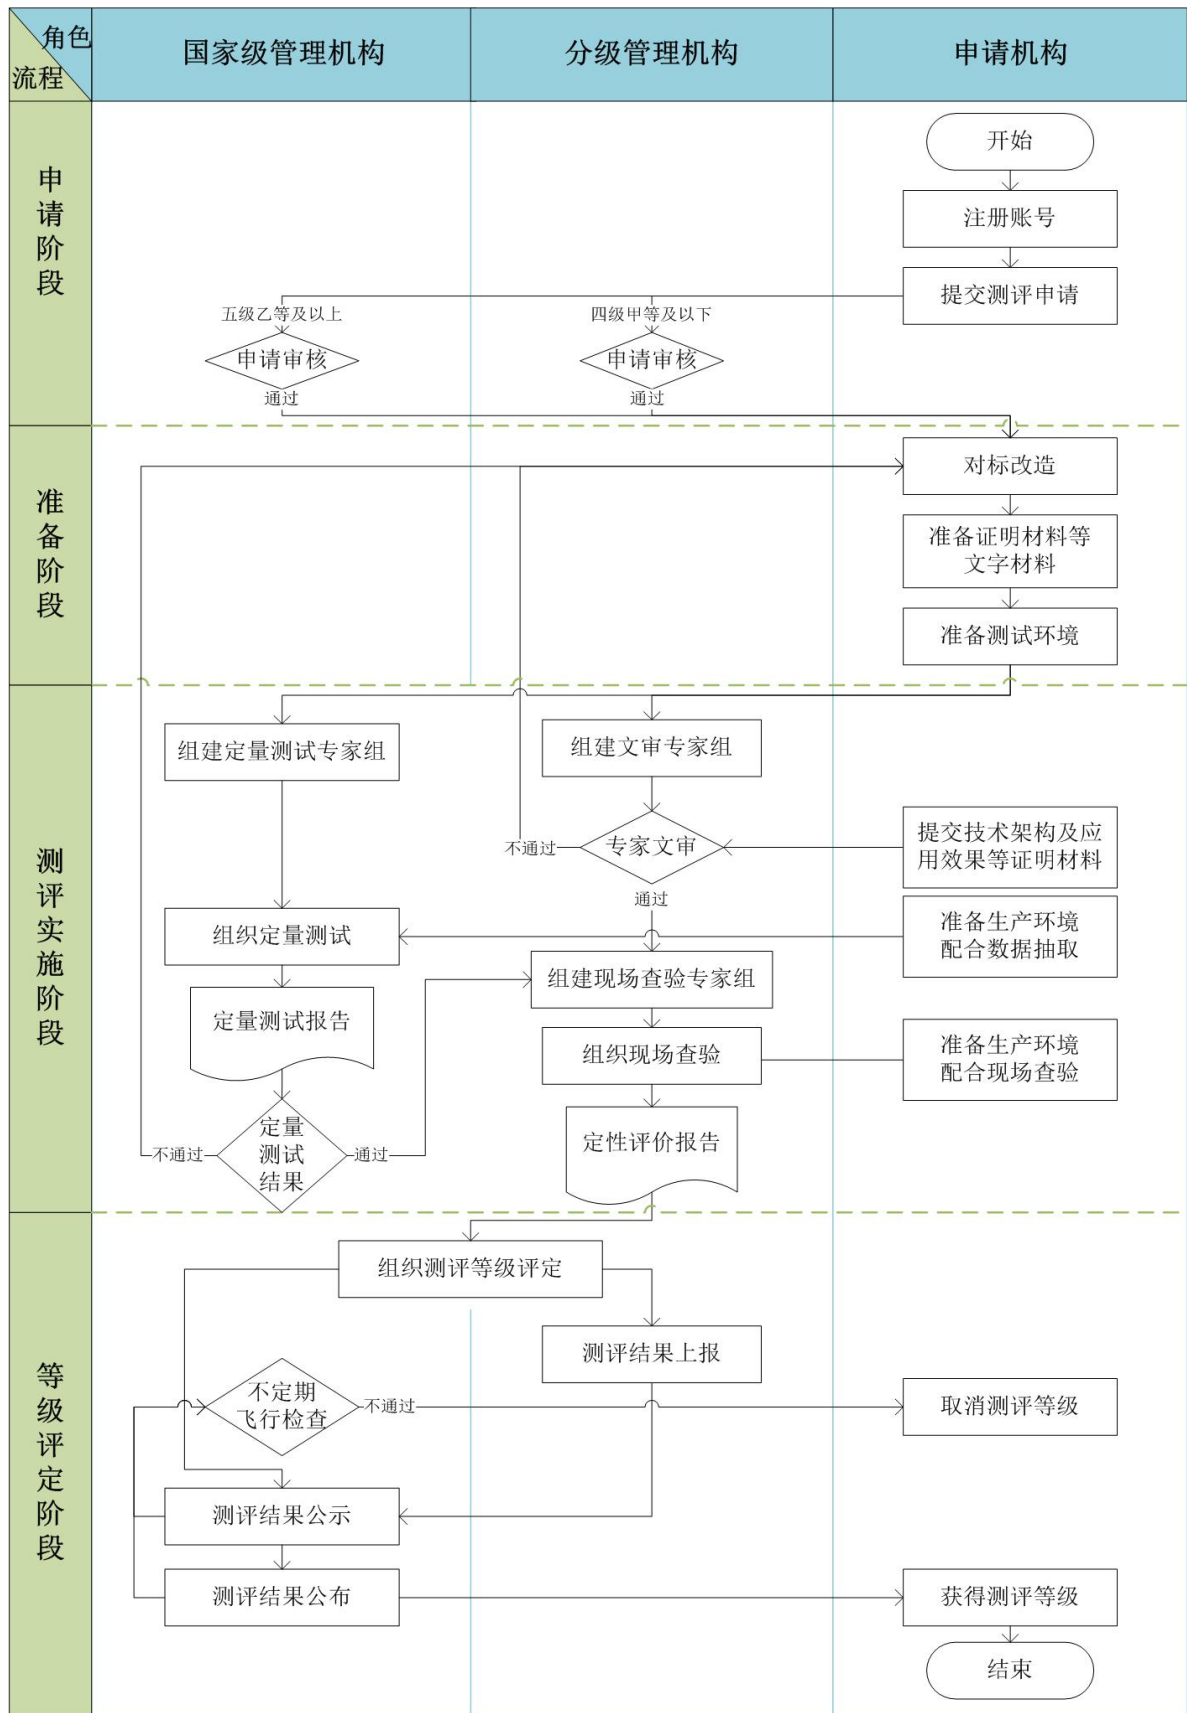 角色
流程
国家级管理机构
分级管理机构
申请机构
申请阶段
开始
注册账号
提交测评申请
五级乙等及以上
四级甲等及以下
申请审核
申请审核
通过
通过
准备阶段
对标改造
准备证明材料等
文字材料
准备测试环境
测评实施阶段
组建定量测试专家组
组建文审专家组
不通过
专家文审
提交技术架构及应
用效果等证明材料
通过
组织定量测试
准备生产环境
配合数据抽取
组建现场查验专家组
定量测试报告
组织现场查验
准备生产环境
配合现场查验
不通过
定量
测试
结果
通过
定性评价报告
等级评定阶段
组织测评等级评定
测评结果上报
不定期
飞行检查
不通过
取消测评等级
测评结果公示
测评结果公布
获得测评等级
结束